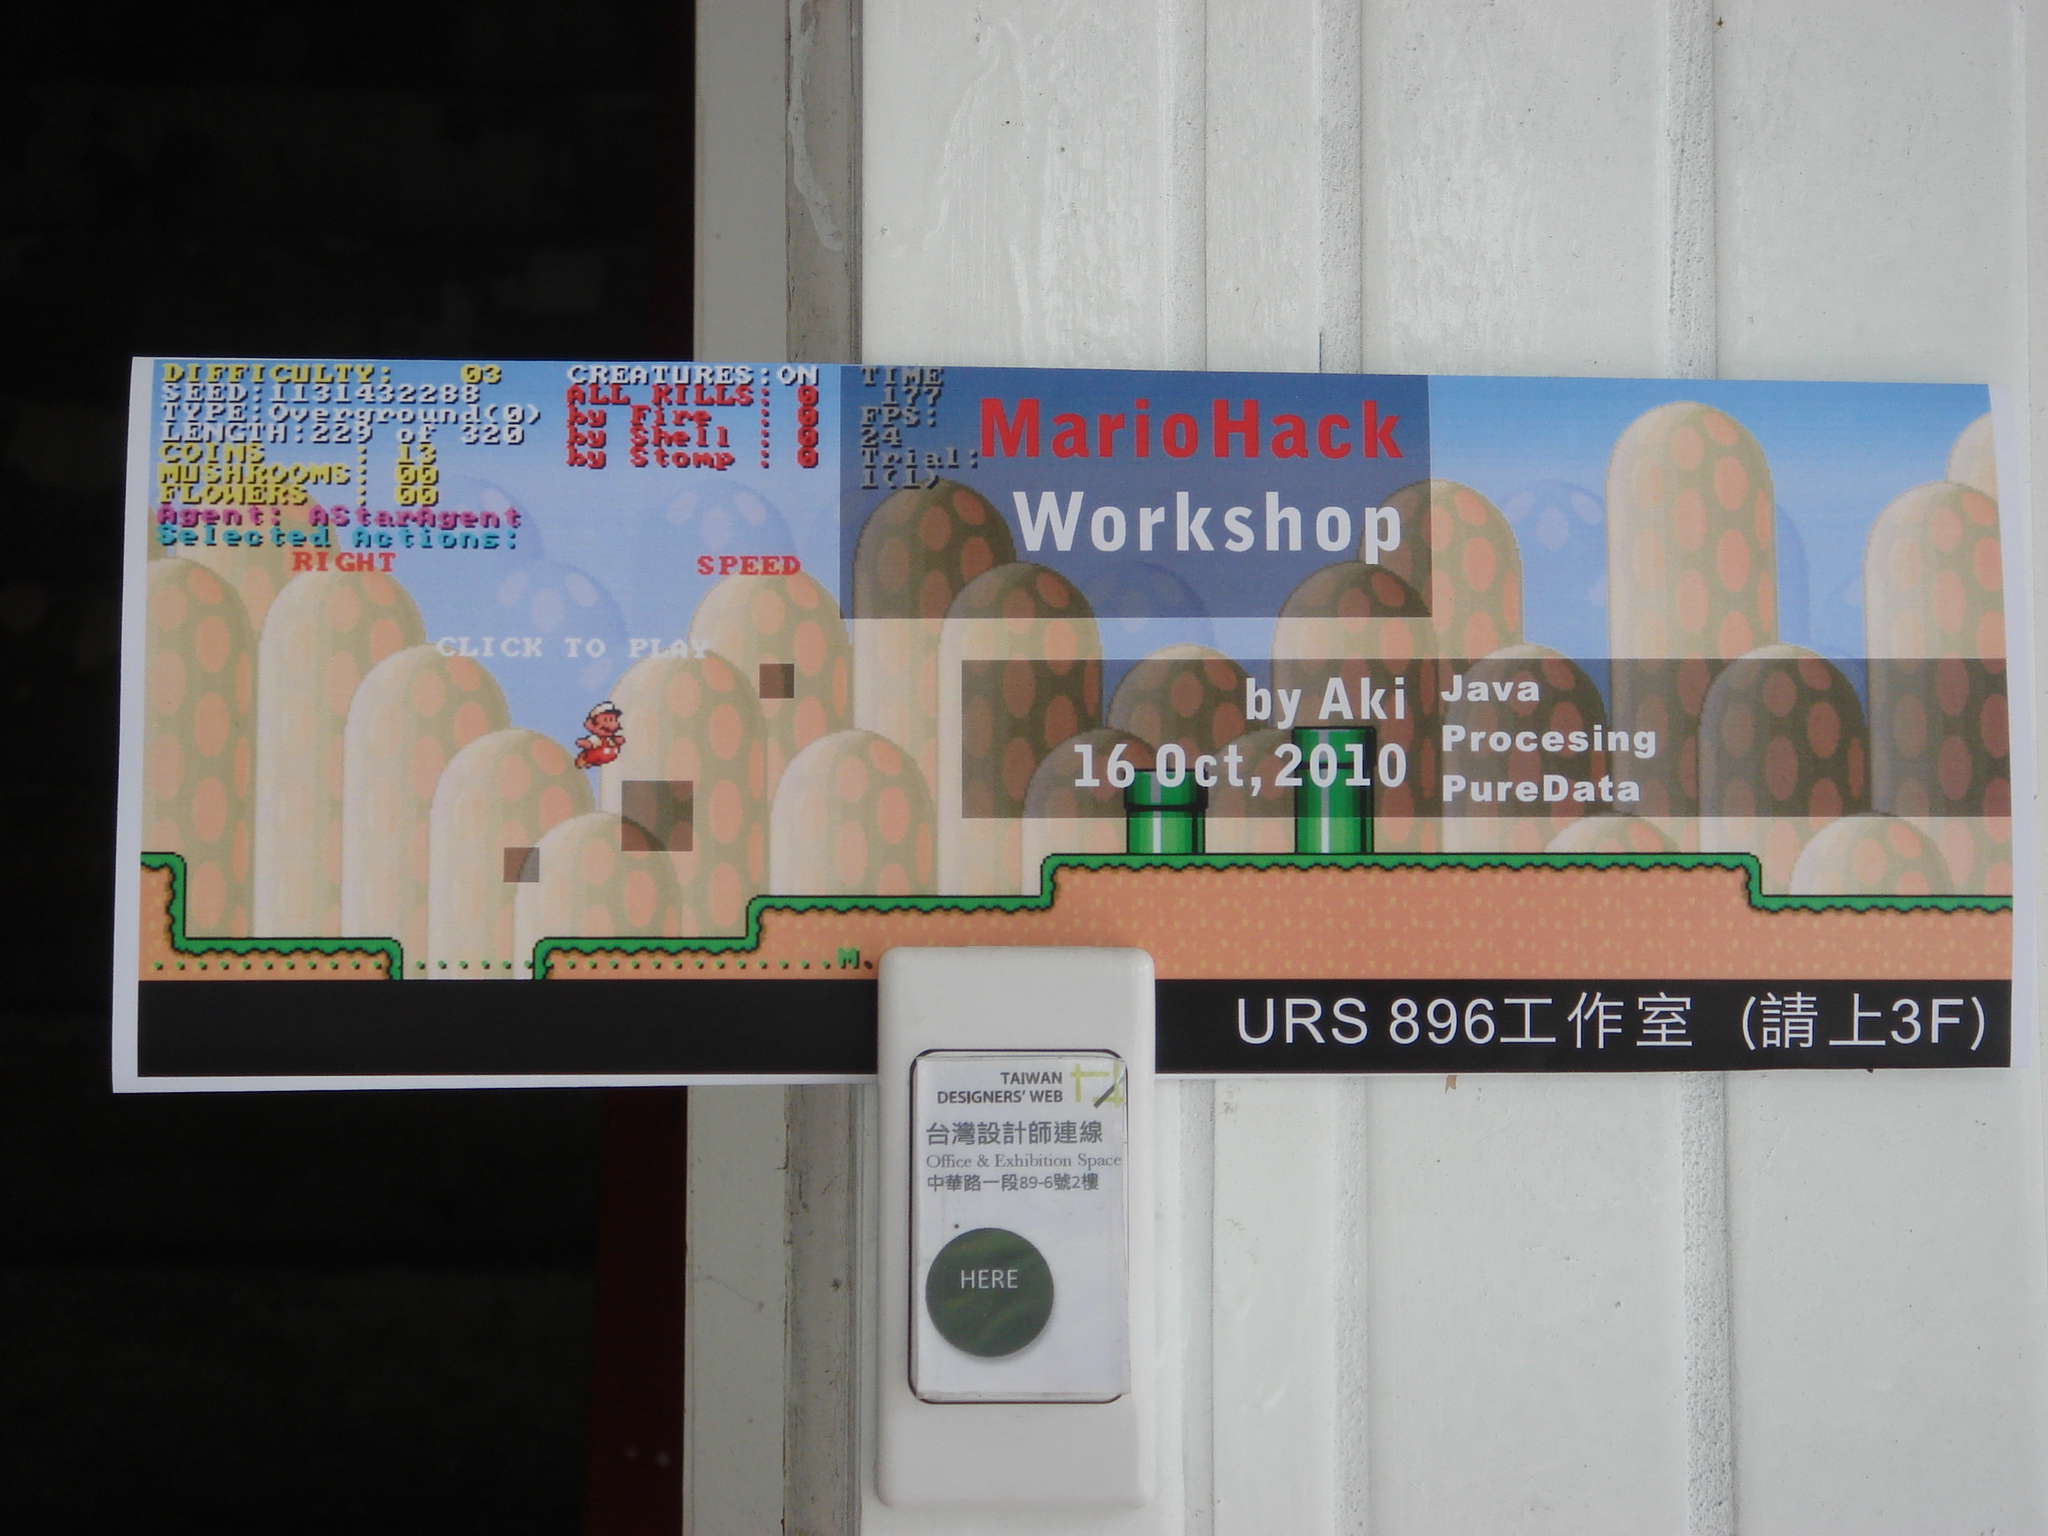 DIFFICULTY: 03
SEED:1131432288
TYPE:Overground(0)
LENGTH:229 of 320
COINS : 13
MUSHROOMS: 00
FLOWERS : 00
Agent: AStarAgent
Selected Actions:
RIGHT SPEED
CREATURES:ON
ALL KILLS: 0
by Fire : 0
by Shell : 0
by Stomp : 0
TIME
177
FPS:
24
Trial:
1(1)
CLICK TO PLAY
MarioHack
Workshop
by Aki
16 Oct, 2010
Java
Procesing
PureData
M
URS 896工作室 (請上3F)
TAIWAN
DESIGNERS' WEB
台灣設計師連線
Office & Exhibition Space
中華路一段89-6號2樓
HERE